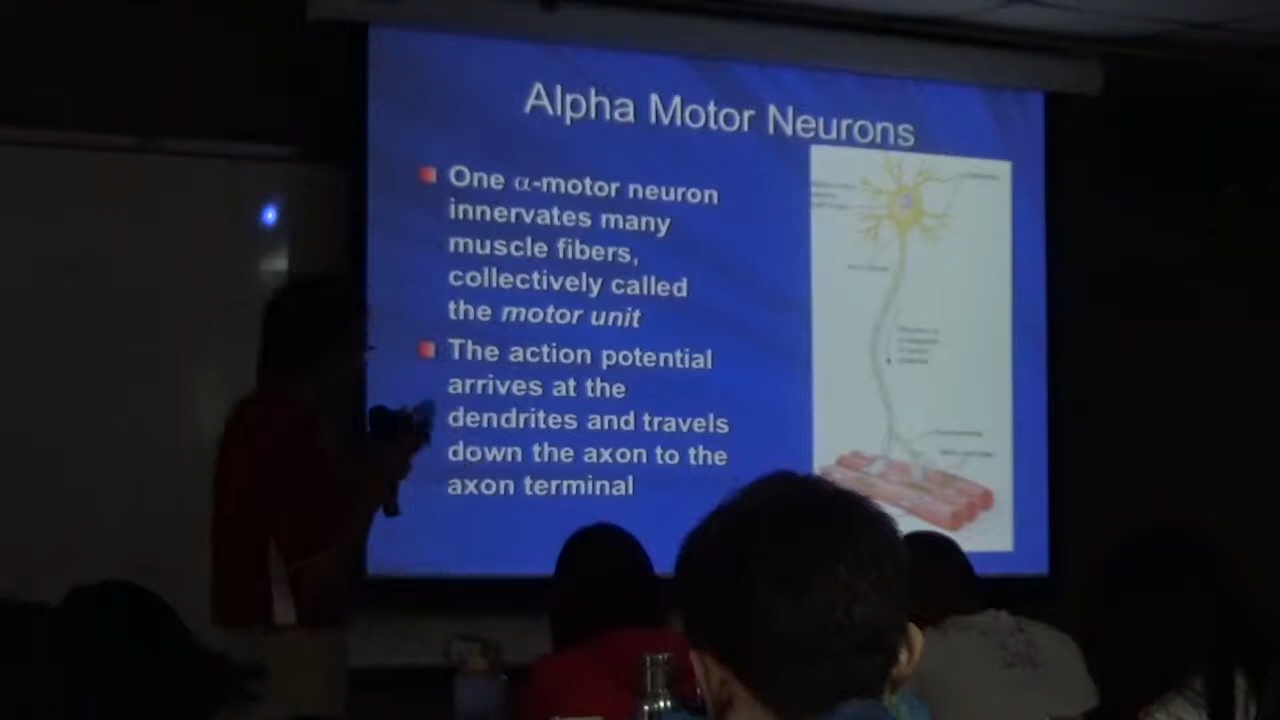 Alpha Motor Neurons
One α-motor neuron
innervates many
muscle fibers,
collectively called
the motor unit
The action potential
arrives at the
dendrites and travels
down the axon to the
axon terminal